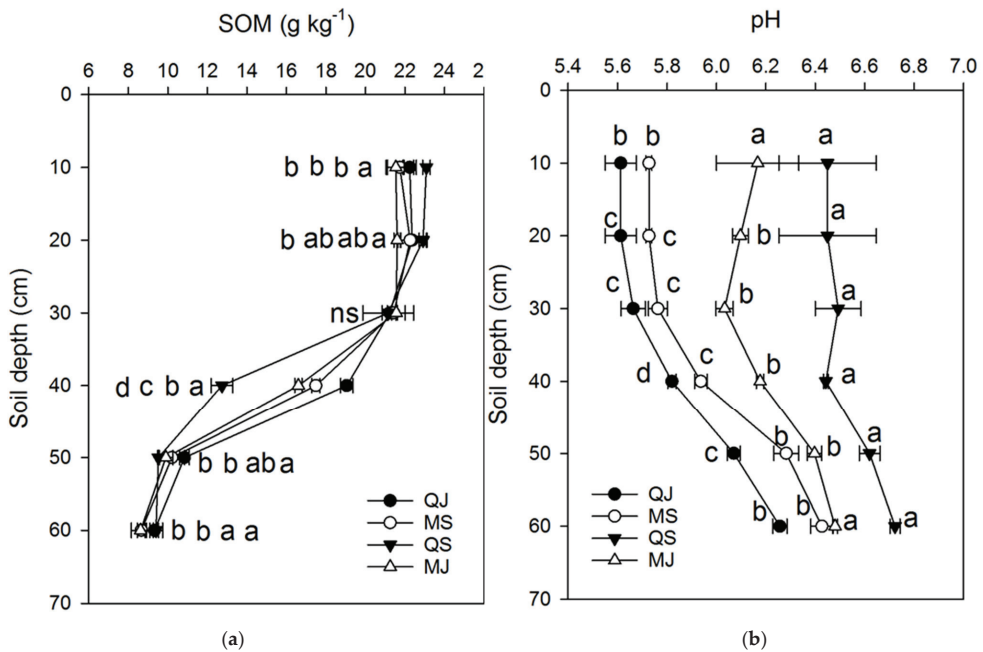 SOM (g kg-1)
6 8 10 12 14 16 18 20 22 2
0
10
20
30
40
50
60
70
Soil depth (cm)
b b b a
b ab ab a
ns
d c b a
b b ab a
b b a a
QJ
MS
QS
MJ
(a)
pH
5.4 5.6 5.8 6.0 6.2 6.4 6.6 6.8 7.0
0
10
20
30
40
50
60
70
Soil depth (cm)
b b a a
c c b a
c c b a
d c b a
c b b a
b b a a
QJ
MS
QS
MJ
(b)